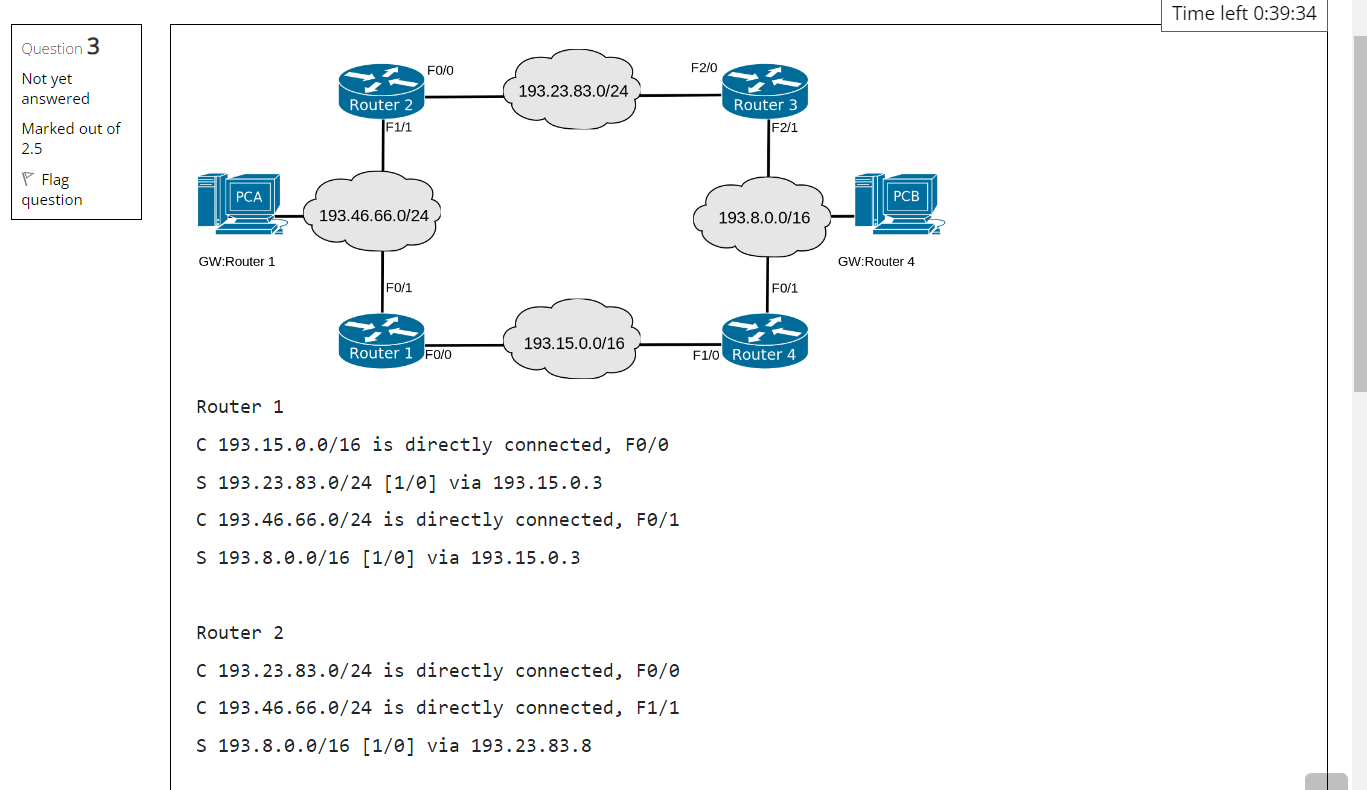 Time left 0:39:34
Question 3
Not yet
answered
Marked out of
2.5
Flag
question
F0/0
193.23.83.0/24
F2/0
Router 2
Router 3
F1/1
F2/1
PCA
193.46.66.0/24
193.8.0.0/16
PCB
GW:Router 1
GW:Router 4
F0/1
F0/1
Router 1
F0/0
193.15.0.0/16
F1/0
Router 4
Router 1
C 193.15.0.0/16 is directly connected, F0/0
S 193.23.83.0/24 [1/0] via 193.15.0.3
C 193.46.66.0/24 is directly connected, F0/1
S 193.8.0.0/16 [1/0] via 193.15.0.3
Router 2
C 193.23.83.0/24 is directly connected, F0/0
C 193.46.66.0/24 is directly connected, F1/1
S 193.8.0.0/16 [1/0] via 193.23.83.8